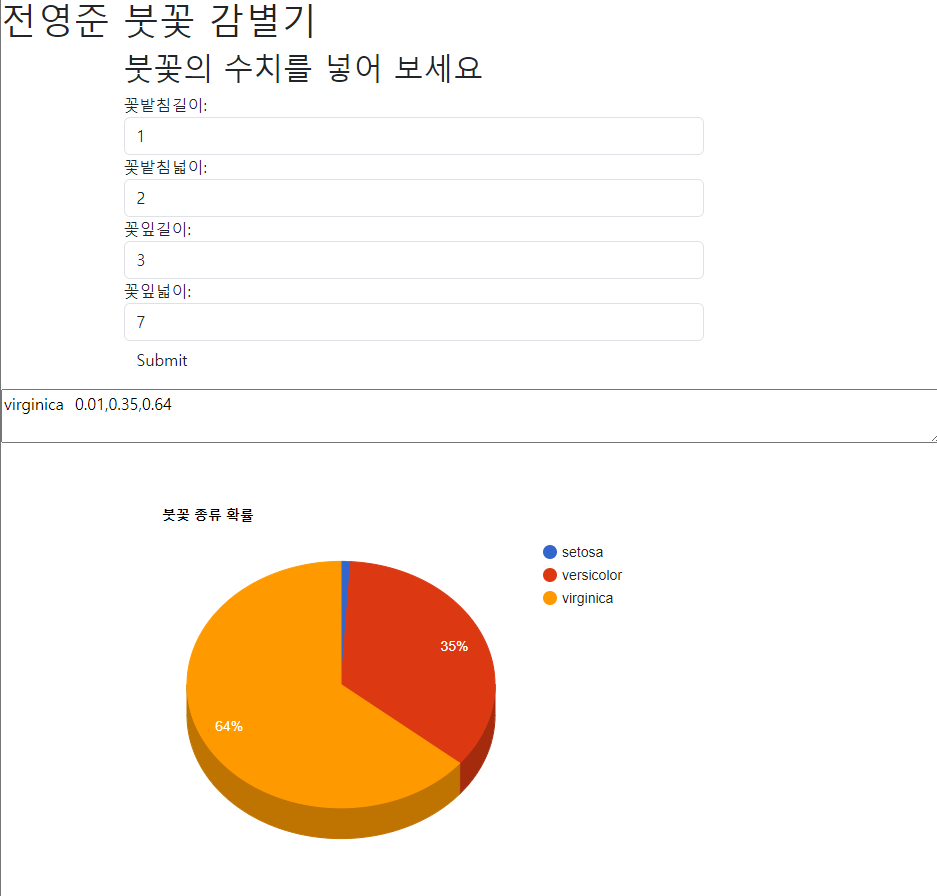 전영준 붓꽃 감별기
붓꽃의 수치를 넣어 보세요
꽃밭침길이:
1
꽃밭침넓이:
2
꽃잎길이:
3
꽃잎넓이:
7
Submit
virginica 0.01,0.35,0.64
붓꽃 종류 확률
setosa
versicolor
virginica
35%
64%